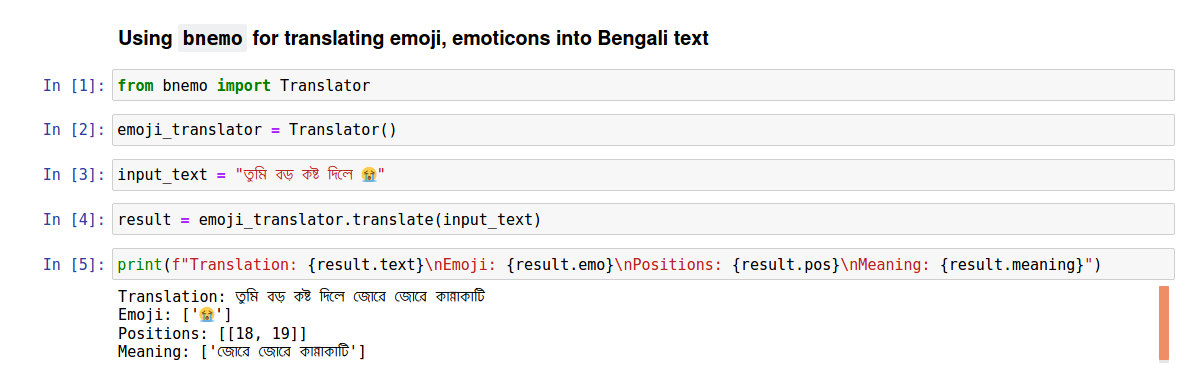 Using bnemo for translating emoji, emoticons into Bengali text
In [1]: from bnemo import Translator
In [2]: emoji_translator = Translator()
In [3]: input_text = "তুমি বড় কষ্ট দিলে 😭"
In [4]: result = emoji_translator.translate(input_text)
In [5]: print(f"Translation: {result.text}\nEmoji: {result.emo}\nPositions: {result.pos}\nMeaning: {result.meaning}")
Translation: তুমি বড় কষ্ট দিলে জোরে জোরে কান্নাকাটি
Emoji: ['😭']
Positions: [[18, 19]]
Meaning: ['জোরে জোরে কান্নাকাটি']